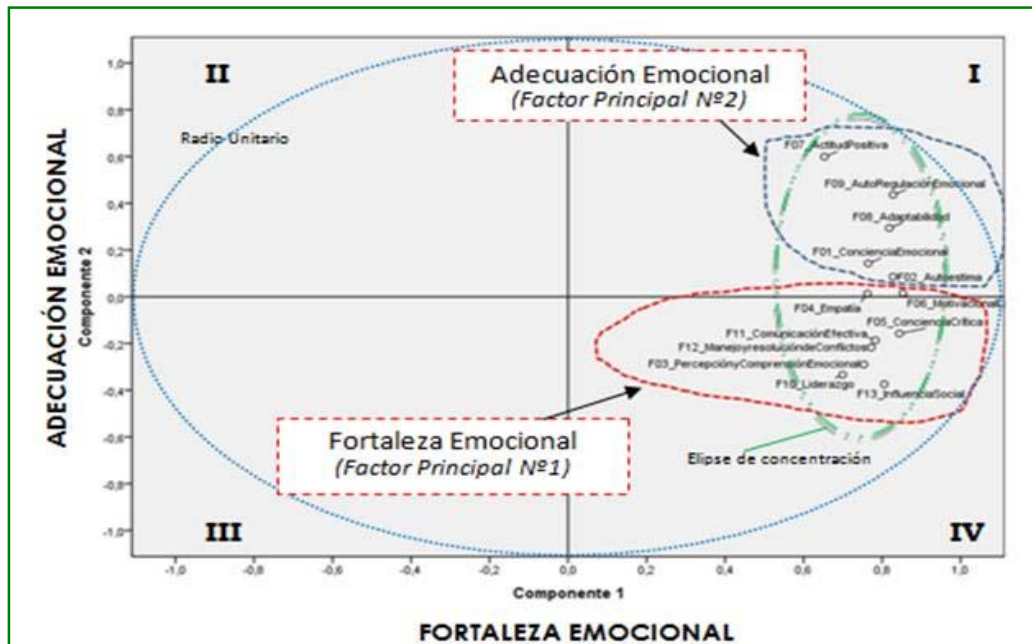 II
I
Adecuación Emocional
(Factor Principal Nº2)
Radio Unitario
F07_ActitudPositiva
F09_AutoRegulaciónEmocional
F08_Adaptabilidad
F01_ConcienciaEmocional
F02_Autoestima
F04_Empatía
F05_ConcienciaCrítica
F11_ComunicaciónEfectiva
F12_ManejoyresolucióndeConflictos
F03_PercepciónyComprensiónEmocional
F10_Liderazgo
F13_InfluenciaSocial
Fortaleza Emocional
(Factor Principal Nº1)
Elipse de concentración
III
IV
ADECUACIÓN EMOCIONAL
Componente 2
1,0
0,8
0,6
0,4
0,2
0,0
-0,2
-0,4
-0,6
-0,8
-1,0
-1,0
-0,8
-0,6
-0,4
-0,2
0,0
0,2
0,4
0,6
0,8
1,0
Componente 1
FORTALEZA EMOCIONAL